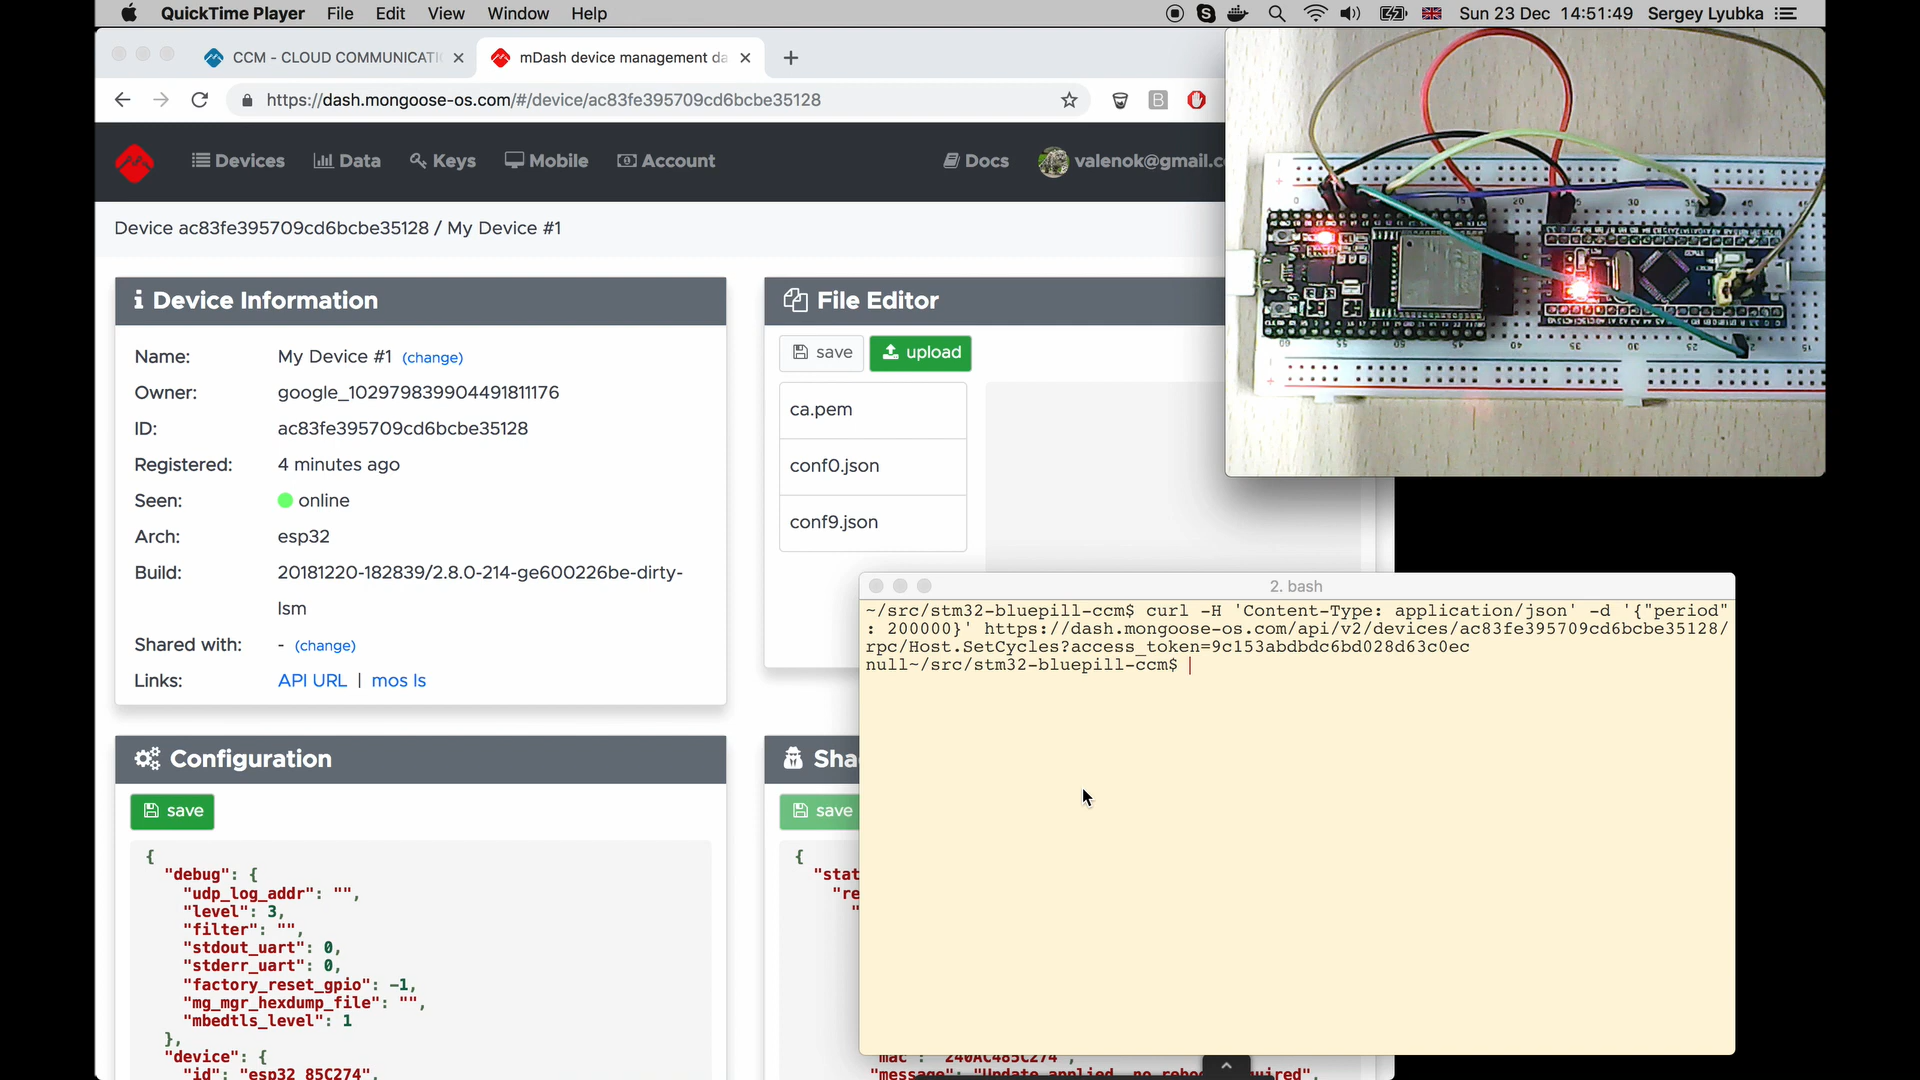 QuickTime Player File Edit View Window Help
Sun 23 Dec 14:51:49 Sergey Lyubka
CCM - CLOUD COMMUNICATI
mDash device management da
https://dash.mongoose-os.com/#/device/ac83fe395709cd6bcbe35128
Devices Data Keys Mobile Account Docs valenok@gmail.c
Device ac83fe395709cd6bcbe35128 / My Device #1
Device Information
Name: My Device #1 (change)
Owner: google_102979839904491811176
ID: ac83fe395709cd6bcbe35128
Registered: 4 minutes ago
Seen: online
Arch: esp32
Build: 20181220-182839/2.8.0-214-ge600226be-dirty-
lsm
Shared with: - (change)
Links: API URL | mos ls
File Editor
save upload
ca.pem
conf0.json
conf9.json
2. bash
~/src/stm32-bluepill-ccm$ curl -H 'Content-Type: application/json' -d '{"period"
: 200000}' https://dash.mongoose-os.com/api/v2/devices/ac83fe395709cd6bcbe35128/
rpc/Host.SetCycles?access_token=9c153abdbdc6bd028d63c0ec
null~/src/stm32-bluepill-ccm$
Configuration
save
{
"debug": {
"udp_log_addr": "",
"level": 3,
"filter": "",
"stdout_uart": 0,
"stderr_uart": 0,
"factory_reset_gpio": -1,
"mg_mgr_hexdump_file": "",
"mbedtls_level": 1
},
"device": {
"id": "esp32_85C274",
Sha
save
{
"stat
"re
"